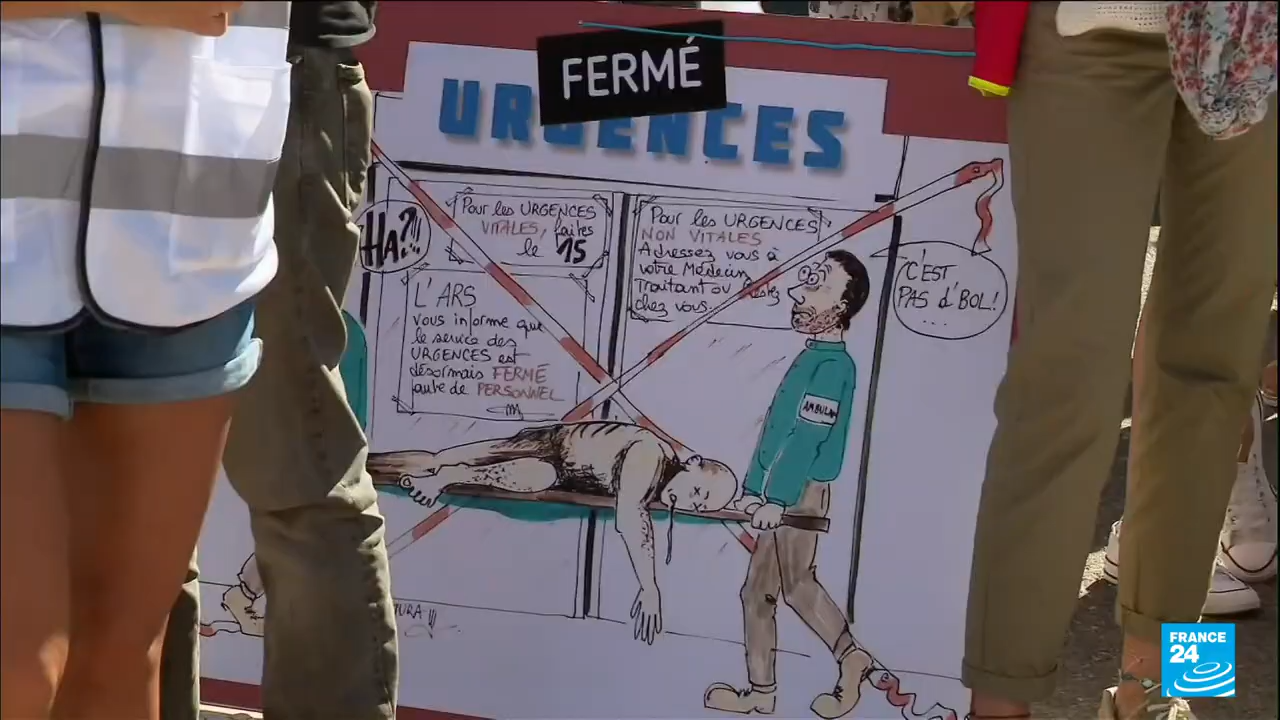 FERMÉ
URGENCES
HA?!!
Pour les URGENCES
VITALES, faites
le 15
Pour les URGENCES
NON VITALES
Adressez vous à
votre Médecin
Traitant ou Restez
chez vous.
L'ARS
vous informe que
le service des
URGENCES est
désormais FERMÉ
faute de PERSONNEL
C'EST
PAS d'BOL!
...
AMBULAN
FRANCE
24